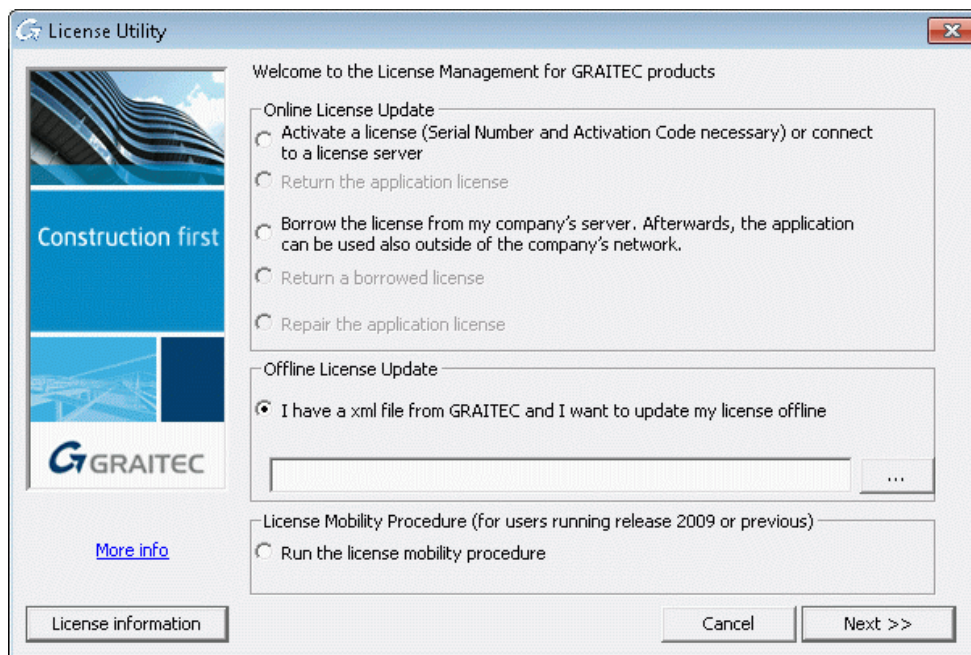 License Utility
Welcome to the License Management for GRAITEC products
Online License Update
Activate a license (Serial Number and Activation Code necessary) or connect
to a license server
Return the application license
Borrow the license from my company's server. Afterwards, the application
can be used also outside of the company's network.
Return a borrowed license
Repair the application license
Construction first
Offline License Update
I have a xml file from GRAITEC and I want to update my license offline
...
GRAITEC
License Mobility Procedure (for users running release 2009 or previous)
Run the license mobility procedure
More info
License information
Cancel
Next >>